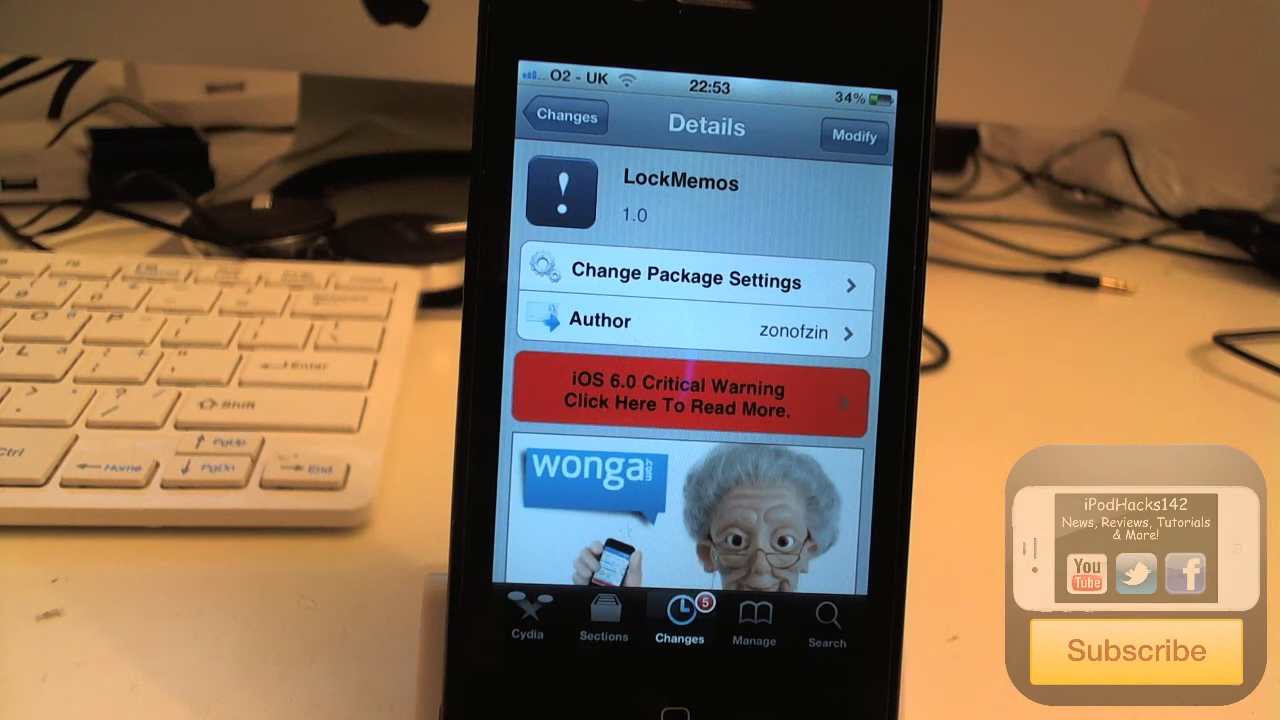 O2 - UK
22:53
34%
Changes
Details
Modify
LockMemos
1.0
Change Package Settings
Author
zonofzin
iOS 6.0 Critical Warning
Click Here To Read More.
wonga.com
Cydia
Sections
Changes
5
Manage
Search
Enter
Shift
Ctrl
PgUp
Home
PgDn
End
iPodHacks142
News, Reviews, Tutorials
& More!
You
Tube
f
Subscribe